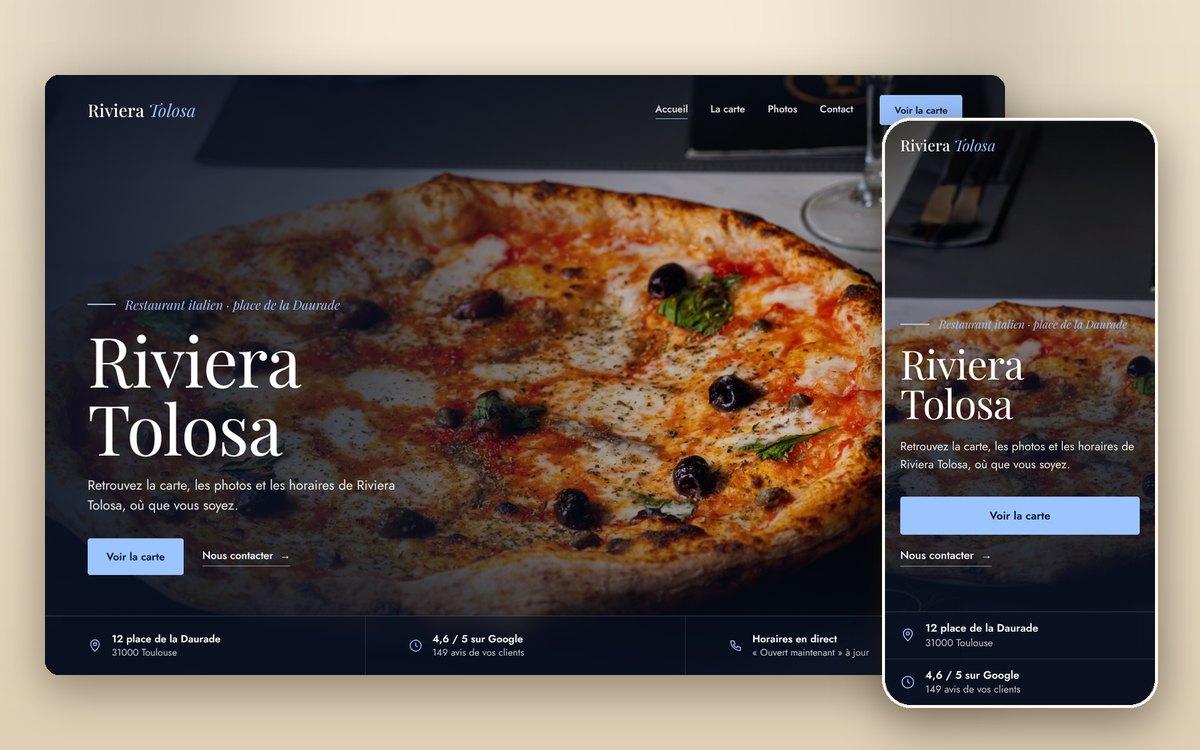 Riviera Tolosa
Accueil
La carte
Photos
Contact
Voir la carte
Restaurant italien · place de la Daurade
Riviera
Tolosa
Retrouvez la carte, les photos et les horaires de Riviera
Tolosa, où que vous soyez.
Voir la carte
Nous contacter →
12 place de la Daurade
31000 Toulouse
4,6 / 5 sur Google
149 avis de vos clients
Horaires en direct
« Ouvert maintenant » à jour
Riviera Tolosa
Restaurant italien · place de la Daurade
Riviera
Tolosa
Retrouvez la carte, les photos et les horaires de
Riviera Tolosa, où que vous soyez.
Voir la carte
Nous contacter →
12 place de la Daurade
31000 Toulouse
4,6 / 5 sur Google
149 avis de vos clients